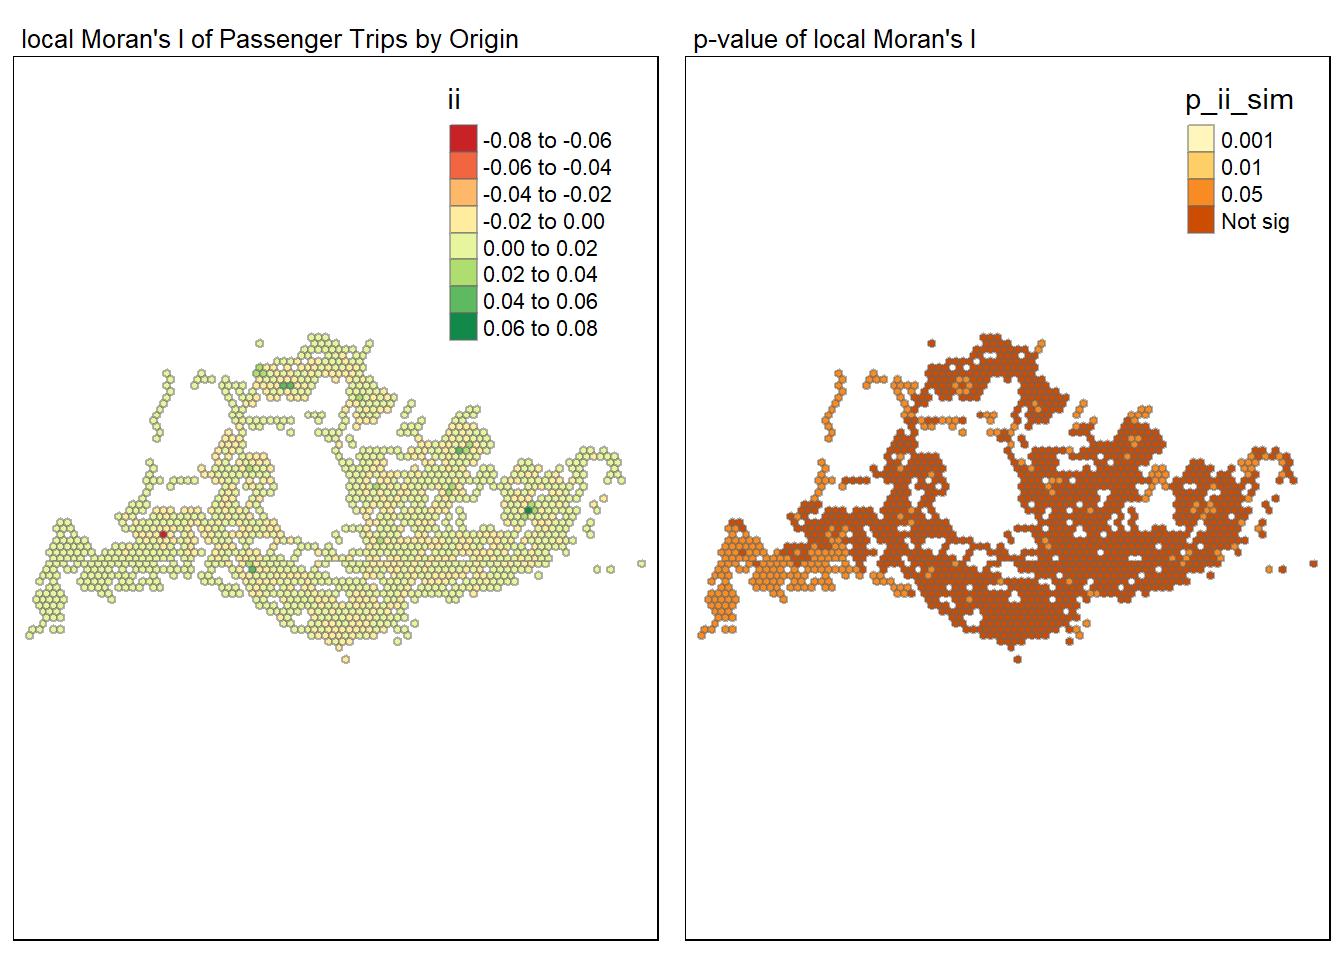 local Moran's I of Passenger Trips by Origin
ii
-0.08 to -0.06
-0.06 to -0.04
-0.04 to -0.02
-0.02 to 0.00
0.00 to 0.02
0.02 to 0.04
0.04 to 0.06
0.06 to 0.08
p-value of local Moran's I
p_ii_sim
0.001
0.01
0.05
Not sig